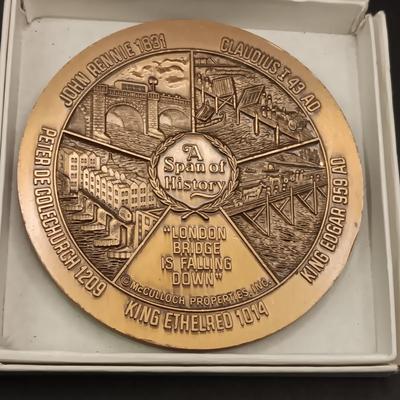 JOHN RENNIE 1831
CLAUDIUS I 43 AD
KING EDGAR 959 AD
KING ETHELRED 1014
PETER DE COLECHURCH 1209
A
Span of
History
"LONDON
BRIDGE
IS FALLING
DOWN"
© McCULLOCH PROPERTIES, INC.